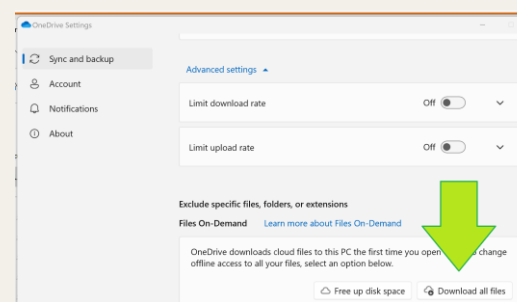 OneDrive Settings
Sync and backup
Account
Notifications
About
Advanced settings
Limit download rate
Off
Limit upload rate
Off
Exclude specific files, folders, or extensions
Files On-Demand Learn more about Files On-Demand
OneDrive downloads cloud files to this PC the first time you open change
offline access to all your files, select an option below.
Free up disk space
Download all files